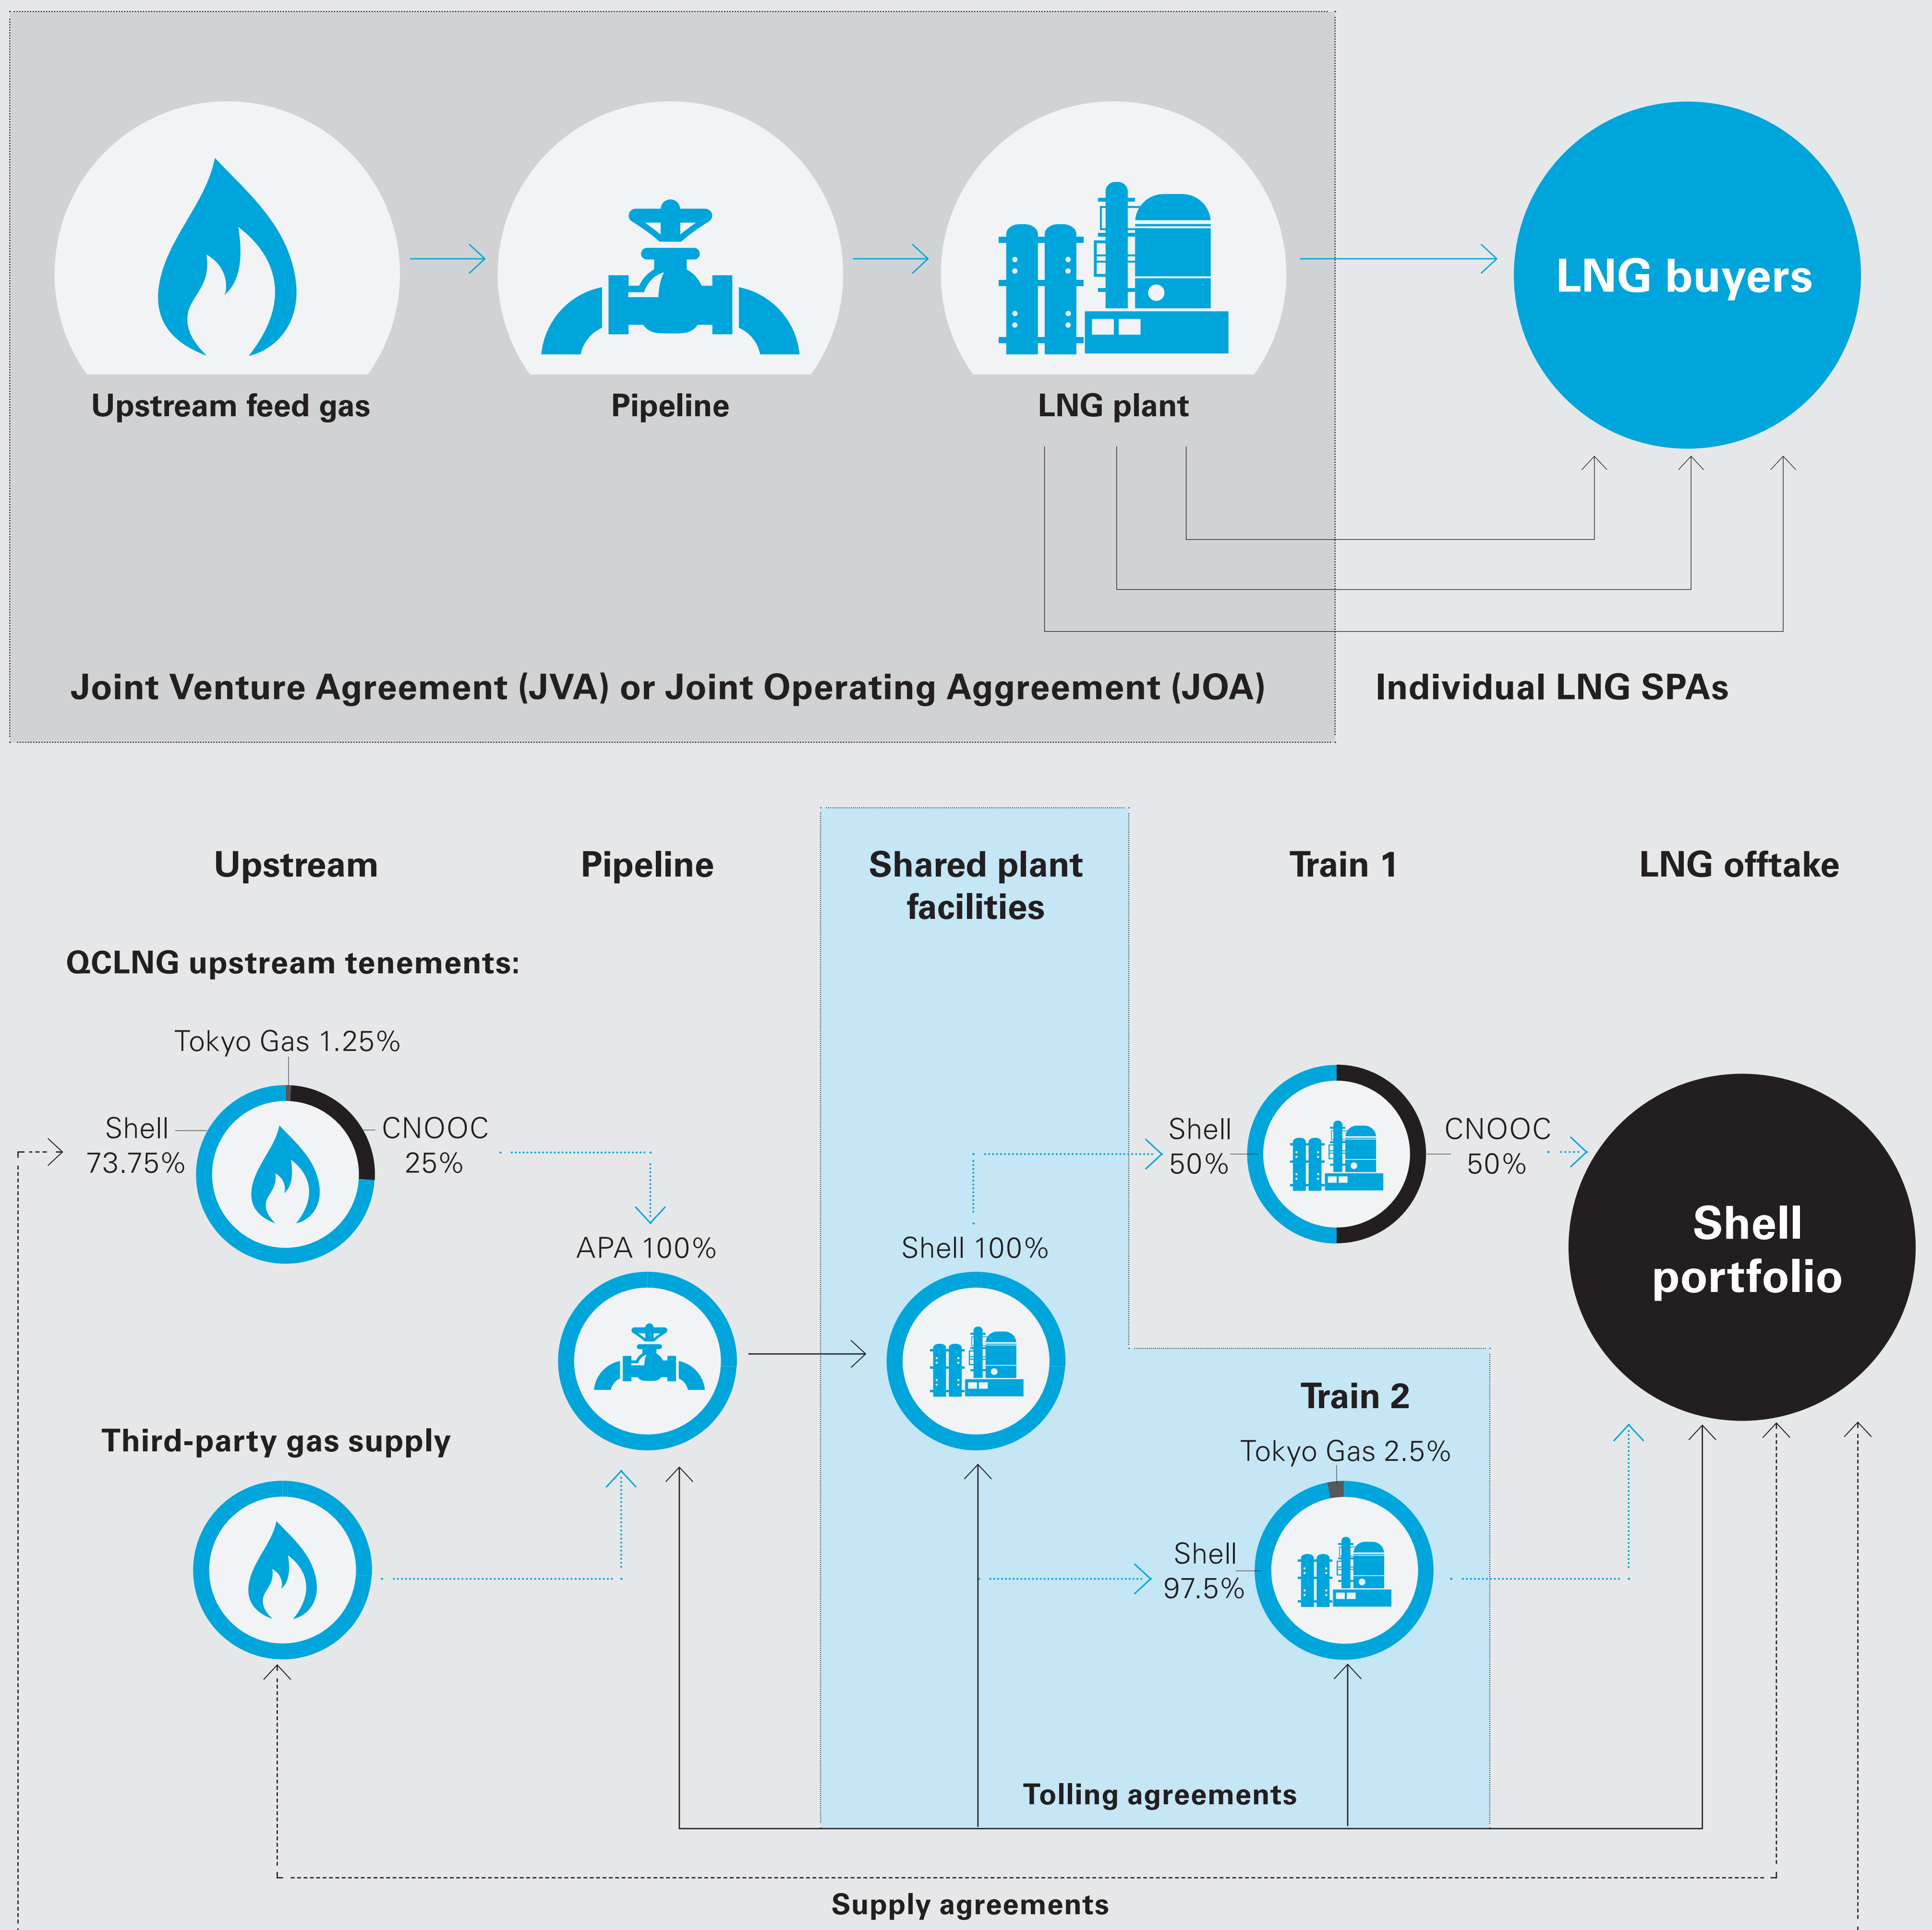 LNG buyers
Upstream feed gas
Pipeline
LNG plant
Joint Venture Agreement (JVA) or Joint Operating Aggreement (JOA)
Individual LNG SPAs
Upstream
Pipeline
Shared plant
facilities
Train 1
LNG offtake
QCLNG upstream tenements:
Tokyo Gas 1.25%
Shell
73.75%
CNOOC
25%
APA 100%
Shell 100%
Shell
50%
CNOOC
50%
Shell
portfolio
Third-party gas supply
Train 2
Tokyo Gas 2.5%
Shell
97.5%
Tolling agreements
Supply agreements